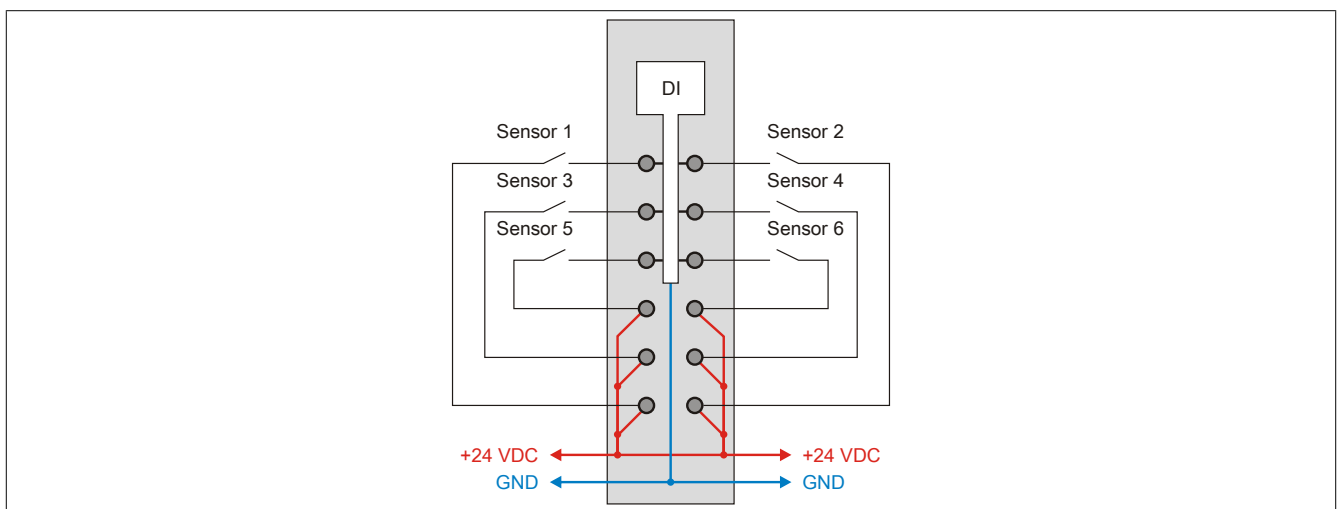 DI
Sensor 1
Sensor 2
Sensor 3
Sensor 4
Sensor 5
Sensor 6
+24 VDC
+24 VDC
GND
GND